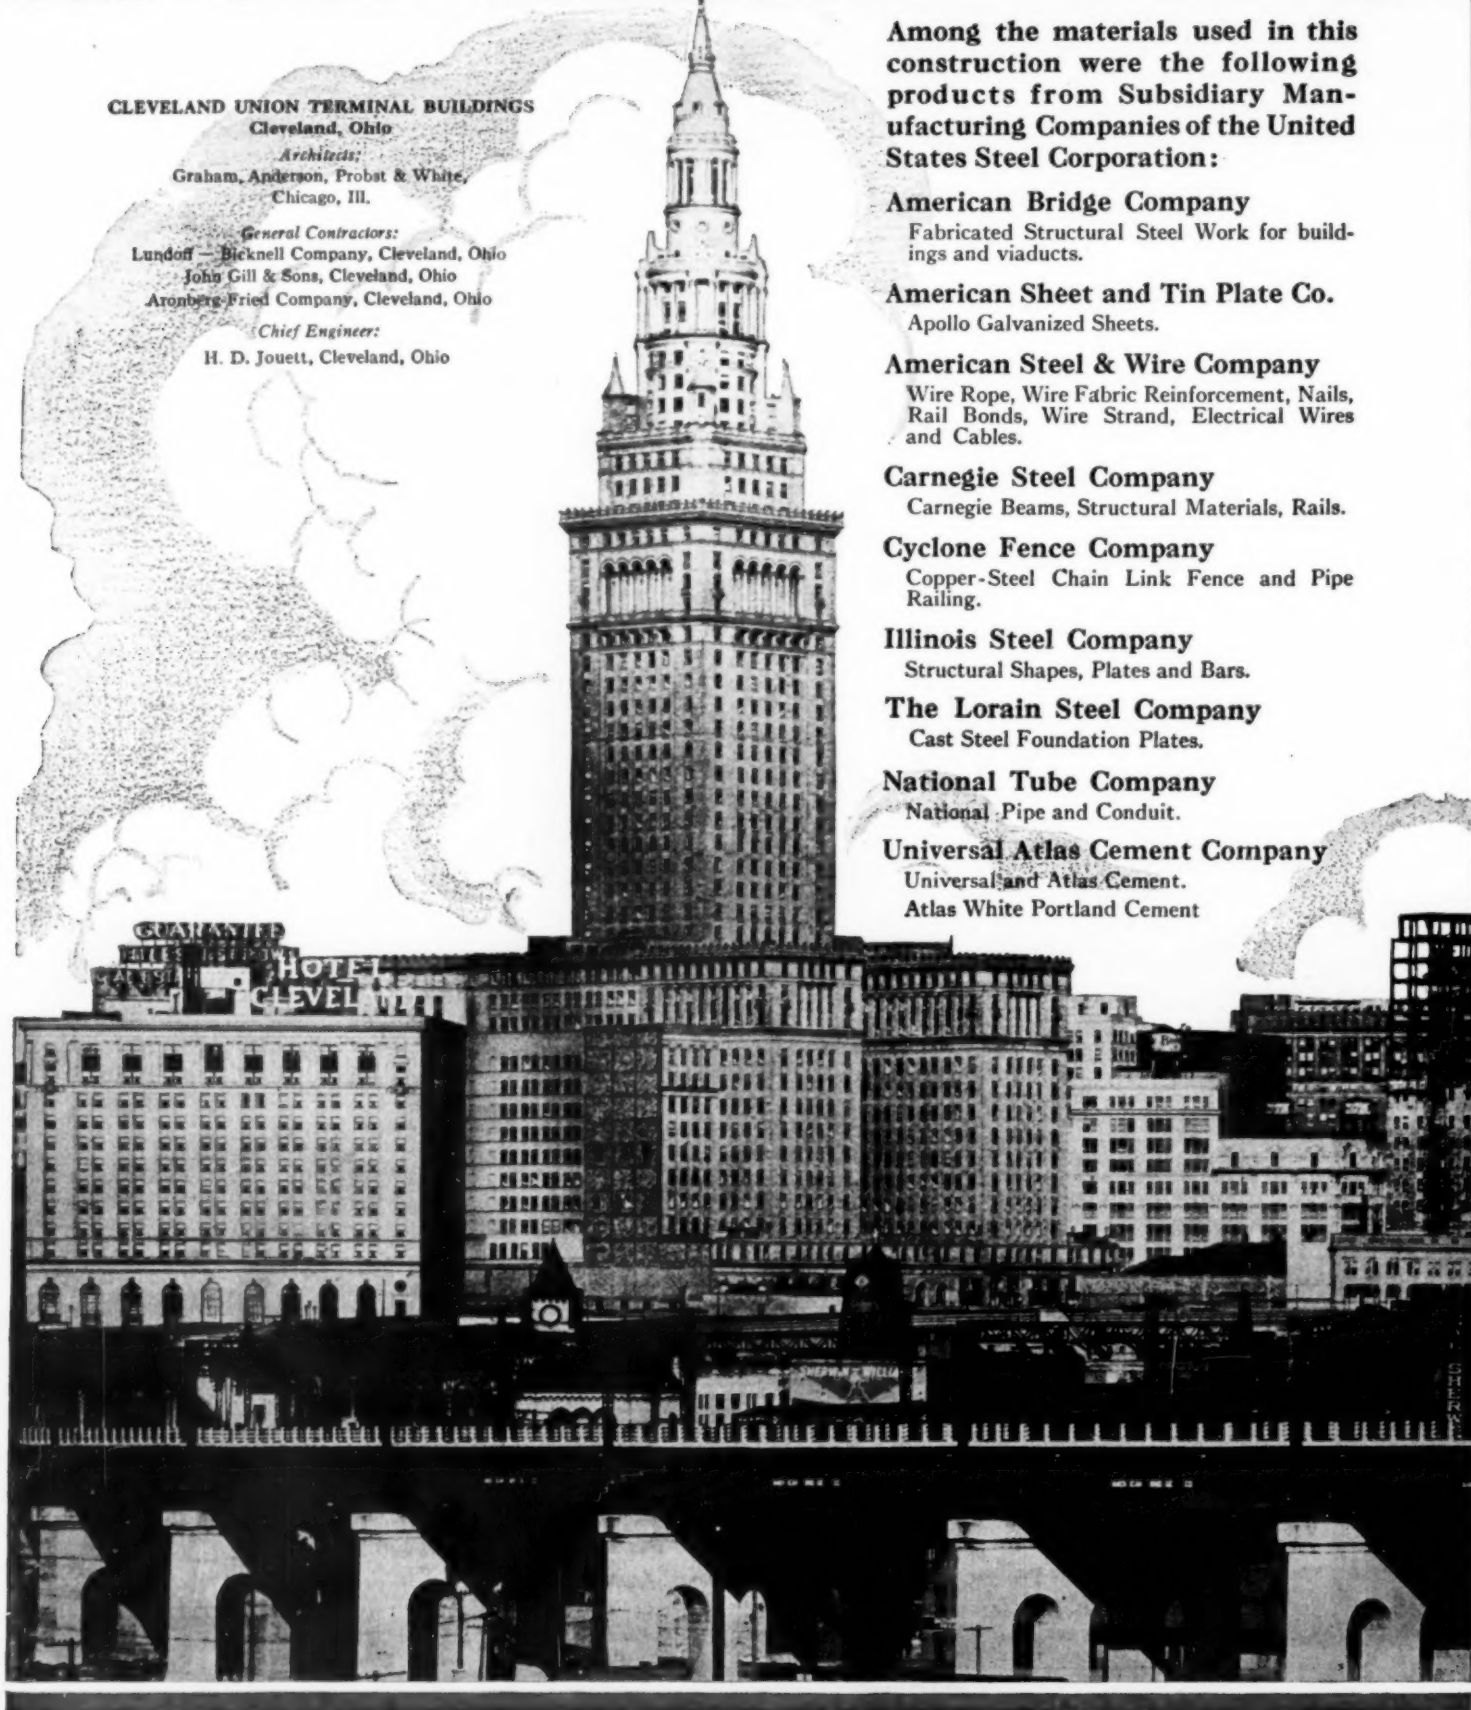 CLEVELAND UNION TERMINAL BUILDINGS
Cleveland, Ohio
Architects:
Graham, Anderson, Probst & White,
Chicago, Ill.
General Contractors:
Lundoff — Bicknell Company, Cleveland, Ohio
John Gill & Sons, Cleveland, Ohio
Aronberg-Fried Company, Cleveland, Ohio
Chief Engineer:
H. D. Jouett, Cleveland, Ohio
Among the materials used in this
construction were the following
products from Subsidiary Man-
ufacturing Companies of the United
States Steel Corporation:
American Bridge Company
Fabricated Structural Steel Work for build-
ings and viaducts.
American Sheet and Tin Plate Co.
Apollo Galvanized Sheets.
American Steel & Wire Company
Wire Rope, Wire Fabric Reinforcement, Nails,
Rail Bonds, Wire Strand, Electrical Wires
and Cables.
Carnegie Steel Company
Carnegie Beams, Structural Materials, Rails.
Cyclone Fence Company
Copper-Steel Chain Link Fence and Pipe
Railing.
Illinois Steel Company
Structural Shapes, Plates and Bars.
The Lorain Steel Company
Cast Steel Foundation Plates.
National Tube Company
National Pipe and Conduit.
Universal Atlas Cement Company
Universal and Atlas Cement.
Atlas White Portland Cement
GUARANTEED
HOTEL
CLEVELAND
SHERWIN WILLIA
SHERW